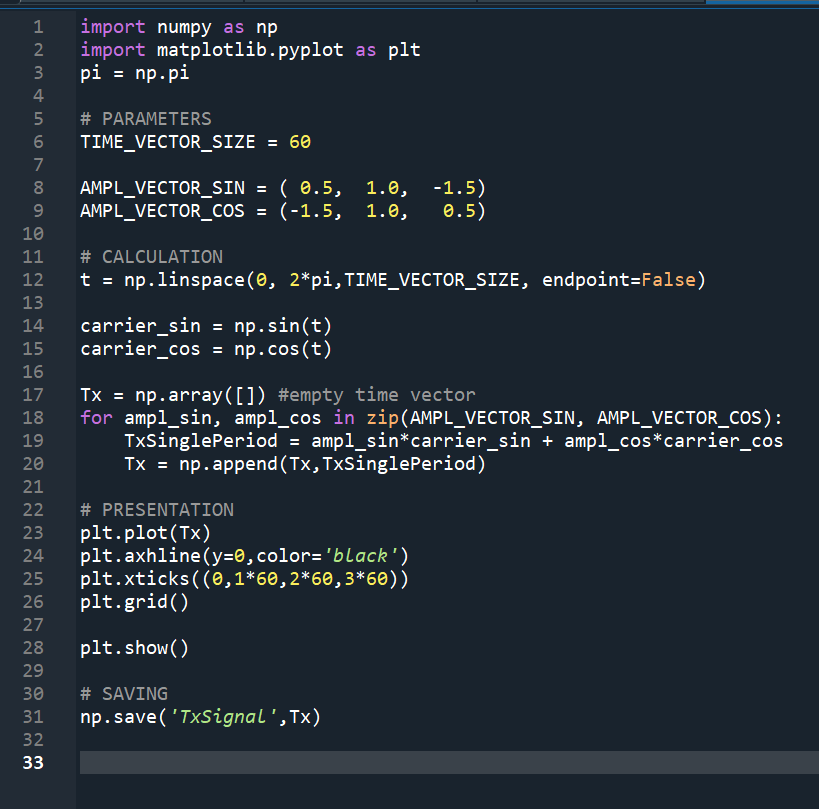 1 import numpy as np
2 import matplotlib.pyplot as plt
3 pi = np.pi
4
5 # PARAMETERS
6 TIME_VECTOR_SIZE = 60
7
8 AMPL_VECTOR_SIN = ( 0.5,  1.0,  -1.5)
9 AMPL_VECTOR_COS = (-1.5,  1.0,   0.5)
10
11 # CALCULATION
12 t = np.linspace(0, 2*pi,TIME_VECTOR_SIZE, endpoint=False)
13
14 carrier_sin = np.sin(t)
15 carrier_cos = np.cos(t)
16
17 Tx = np.array([]) #empty time vector
18 for ampl_sin, ampl_cos in zip(AMPL_VECTOR_SIN, AMPL_VECTOR_COS):
19     TxSinglePeriod = ampl_sin*carrier_sin + ampl_cos*carrier_cos
20     Tx = np.append(Tx,TxSinglePeriod)
21
22 # PRESENTATION
23 plt.plot(Tx)
24 plt.axhline(y=0,color='black')
25 plt.xticks((0,1*60,2*60,3*60))
26 plt.grid()
27
28 plt.show()
29
30 # SAVING
31 np.save('TxSignal',Tx)
32
33